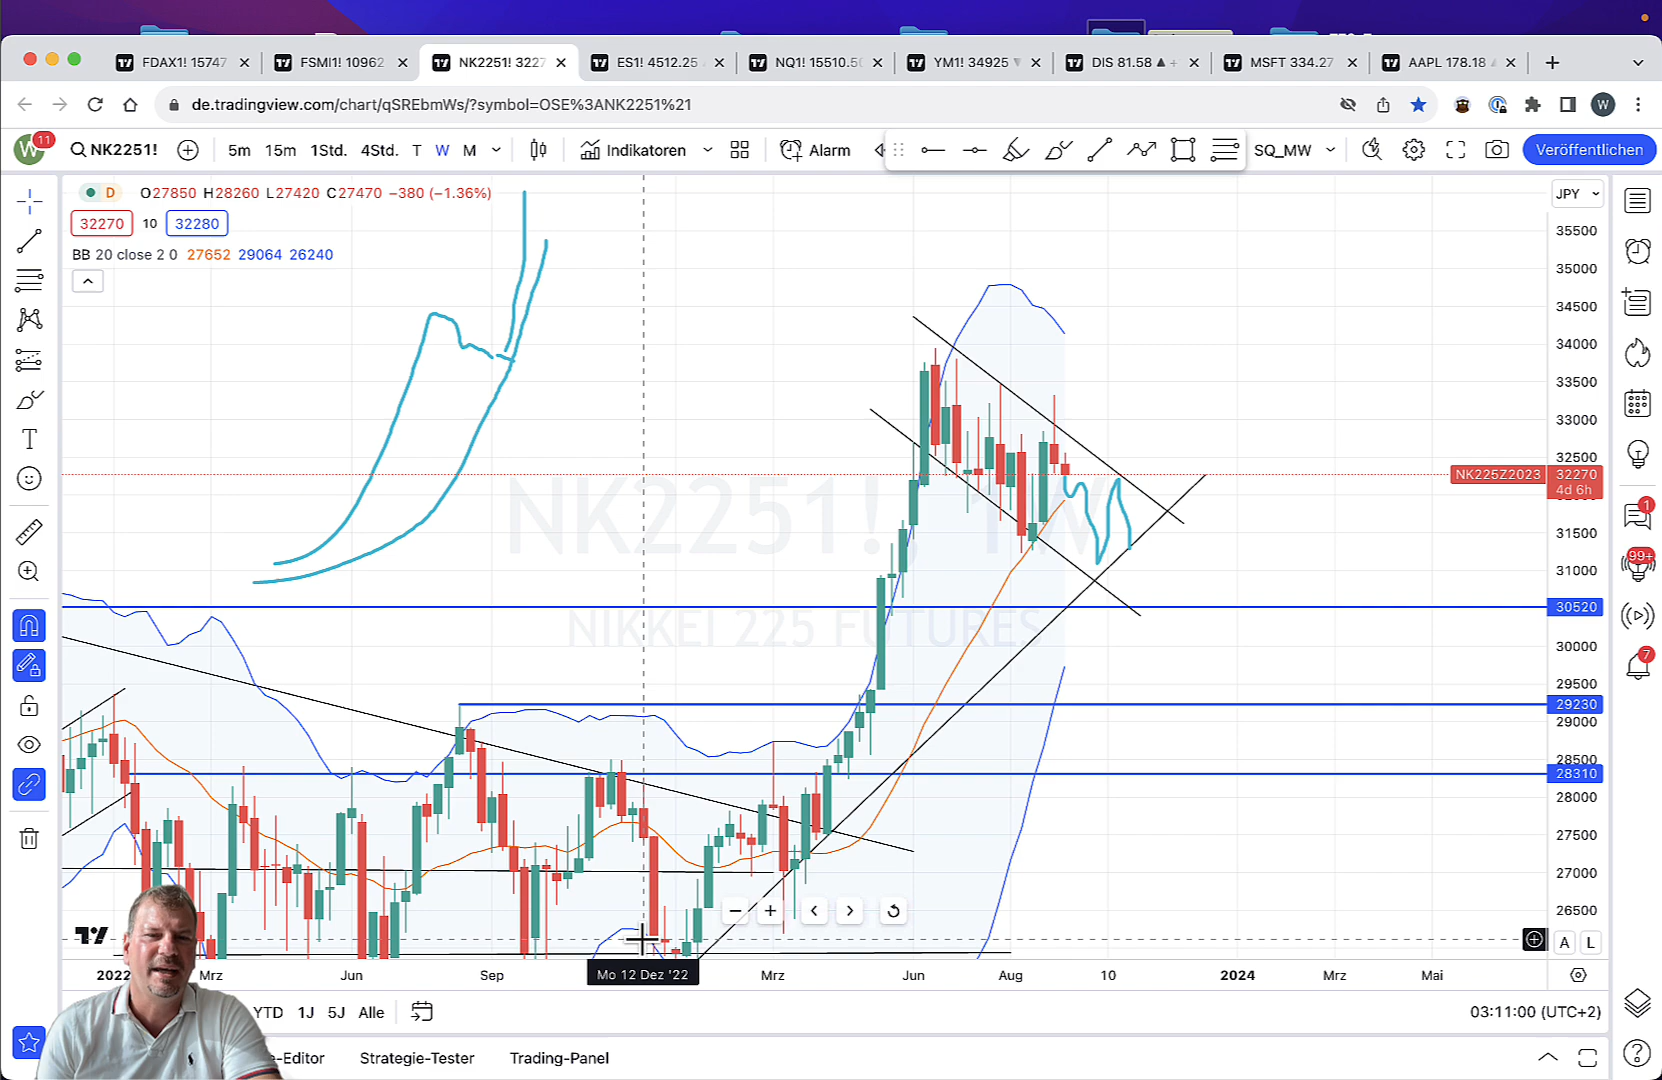 FDAX1! 15747
FSMI1! 10962
NK2251! 3227
ES1! 4512.25
NQ1! 15510.50
YM1! 34925
DIS 81.58
MSFT 334.27
AAPL 178.18
de.tradingview.com/chart/qSREbmWs/?symbol=OSE%3ANK2251%21
W
W 11
NK2251!
5m 15m 1Std. 4Std. T W M
Indikatoren
Alarm
SQ_MW
Veröffentlichen
D O27850 H28260 L27420 C27470 −380 (−1.36%)
JPY
32270 10 32280
BB 20 close 2 0 27652 29064 26240
35500
35000
34500
34000
33500
33000
32500
NK225Z2023 32270
4d 6h
31500
31000
30520
30000
29500
29230
29000
28500
28310
28000
27500
27000
26500
NK2251!, 1W
NIKKEI 225 FUTURES
1
99+
7
A L
2022 Mrz Jun Sep Mo 12 Dez '22 Mrz Jun Aug 10 2024 Mrz Mai
YTD 1J 5J Alle
03:11:00 (UTC+2)
e-Editor Strategie-Tester Trading-Panel